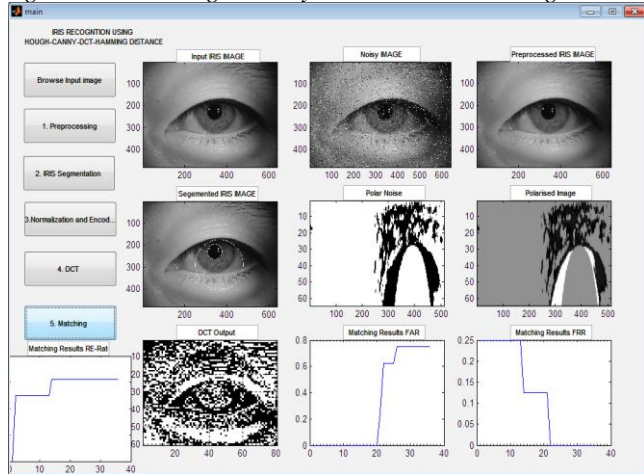 main
IRIS RECOGNTION USING
HOUGH-CANNY-DCT-HAMMING DISTANCE
Browse Input image
1. Preprocessing
2. IRIS Segmentation
3.Normalization and Encod...
4. DCT
5. Matching
Input IRIS IMAGE
100
200
300
400
200 400 600
Noisy IMAGE
100
200
300
400
100 200 300 400 500 600
Preprocessed IRIS IMAGE
100
200
300
400
200 400 600
Segemented IRIS IMAGE
100
200
300
400
200 400 600
Polar Noise
10
20
30
40
50
60
100 200 300 400 500
Polarised Image
10
20
30
40
50
60
100 200 300 400 500
Matching Results RE-Rat
0 10 20 30 40
DCT Output
10
20
30
40
50
60
20 40 60 80
Matching Results FAR
0.8
0.6
0.4
0.2
0
0 10 20 30 40
Matching Results FRR
0.25
0.2
0.15
0.1
0.05
0
0 10 20 30 40